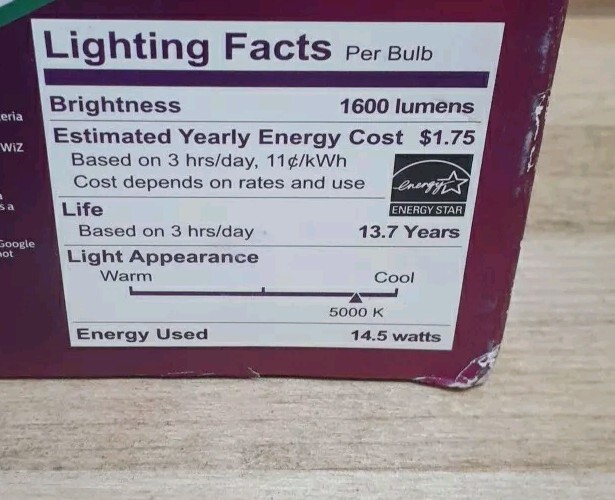 Lighting Facts Per Bulb
Brightness 1600 lumens
Estimated Yearly Energy Cost $1.75
Based on 3 hrs/day, 11¢/kWh
Cost depends on rates and use
energy
ENERGY STAR
Life
Based on 3 hrs/day 13.7 Years
Light Appearance
Warm Cool
5000 K
Energy Used 14.5 watts
WiZ
s a
Google